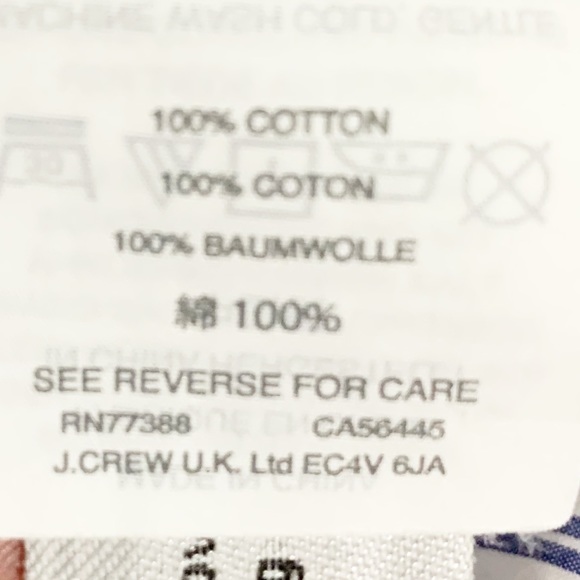 100% COTTON
100% COTON
100% BAUMWOLLE
綿 100%
SEE REVERSE FOR CARE
RN77388 CA56445
J.CREW U.K. Ltd EC4V 6JA